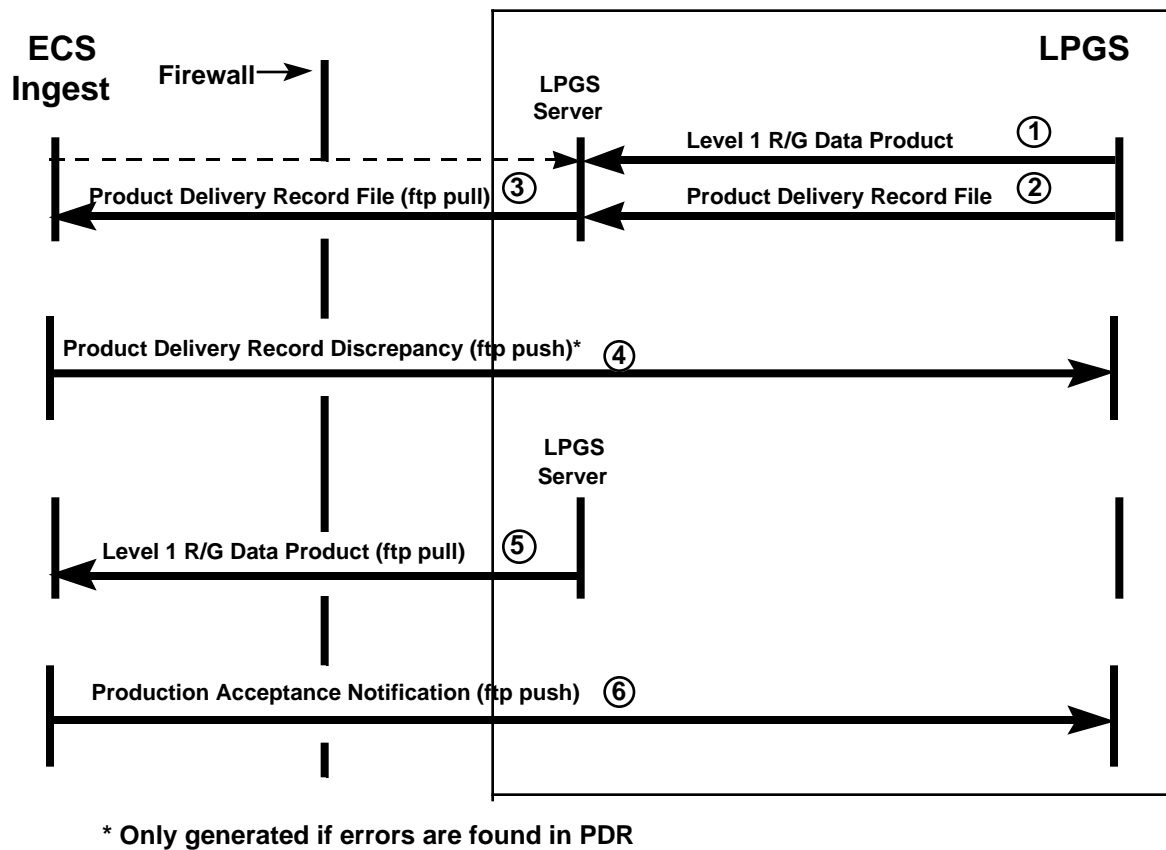 ECS
Ingest
Firewall
LPGS
LPGS
Server
Level 1 R/G Data Product 1
Product Delivery Record File (ftp pull) 3
Product Delivery Record File 2
Product Delivery Record Discrepancy (ftp push)* 4
LPGS
Server
Level 1 R/G Data Product (ftp pull) 5
Production Acceptance Notification (ftp push) 6
* Only generated if errors are found in PDR